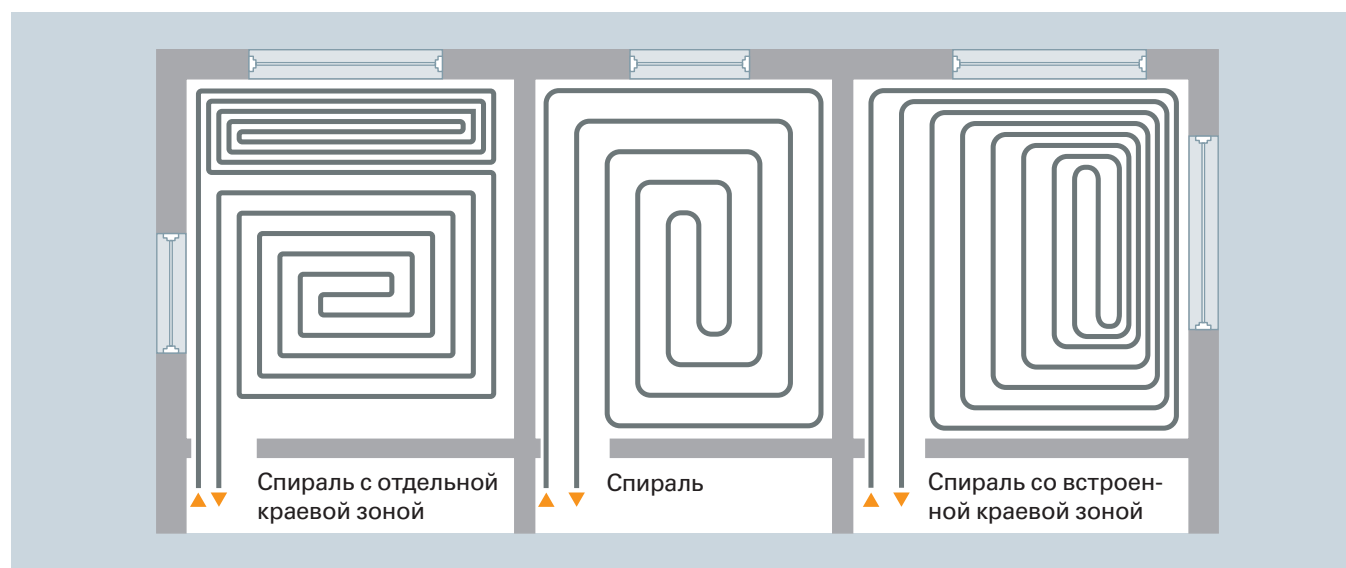 Спираль с отдельной
краевой зоной
Спираль
Спираль со встроен-
ной краевой зоной